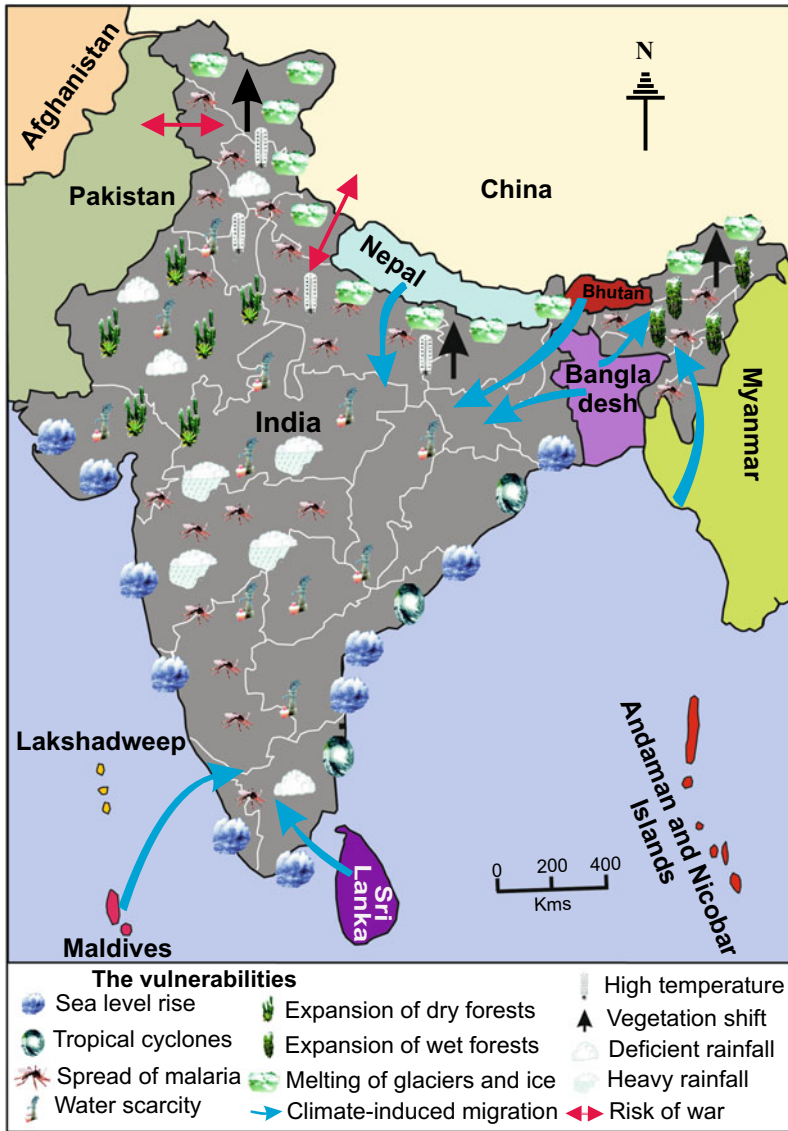 Afghanistan
N
Pakistan
China
Nepal
Bhutan
Bangla
desh
India
Myanmar
Lakshadweep
Andaman and Nicobar
Islands
0 200 400
Kms
Sri
Lanka
Maldives
The vulnerabilities
Sea level rise
Tropical cyclones
Spread of malaria
Water scarcity
Expansion of dry forests
Expansion of wet forests
Melting of glaciers and ice
Climate-induced migration
High temperature
Vegetation shift
Deficient rainfall
Heavy rainfall
Risk of war